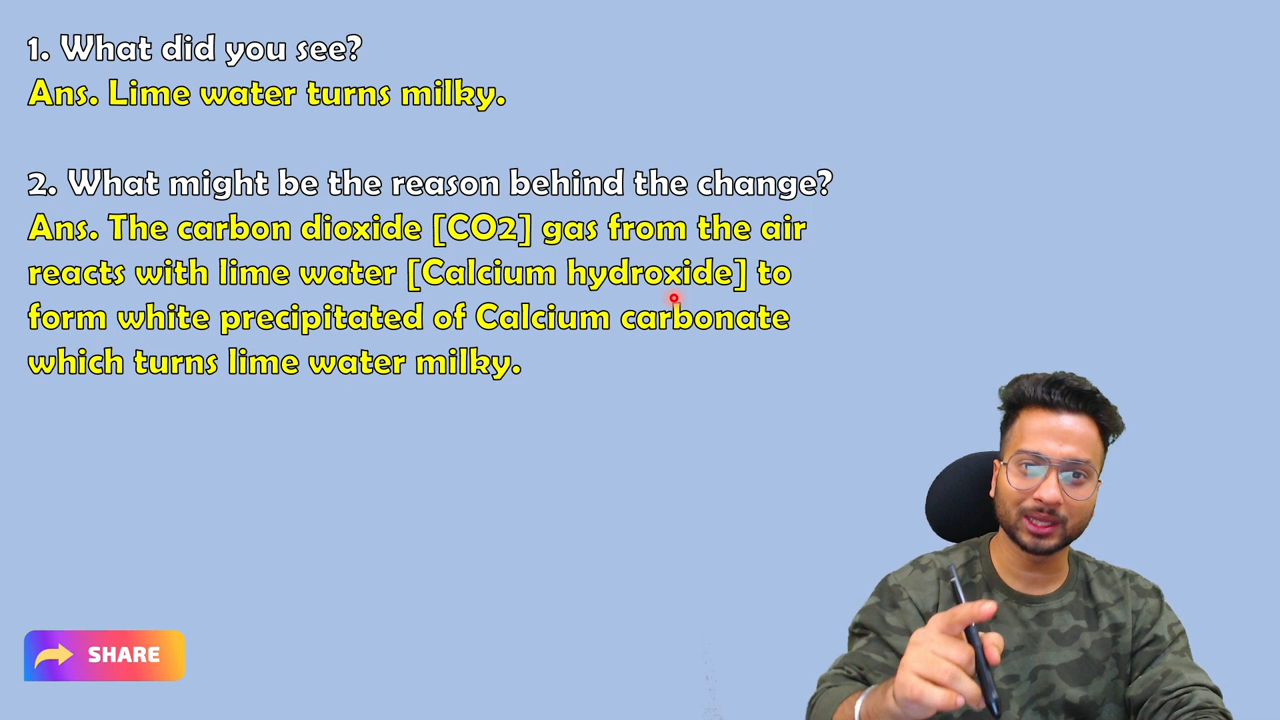 1. What did you see?
Ans. Lime water turns milky.
2. What might be the reason behind the change?
Ans. The carbon dioxide [CO2] gas from the air
reacts with lime water [Calcium hydroxide] to
form white precipitated of Calcium carbonate
which turns lime water milky.
SHARE